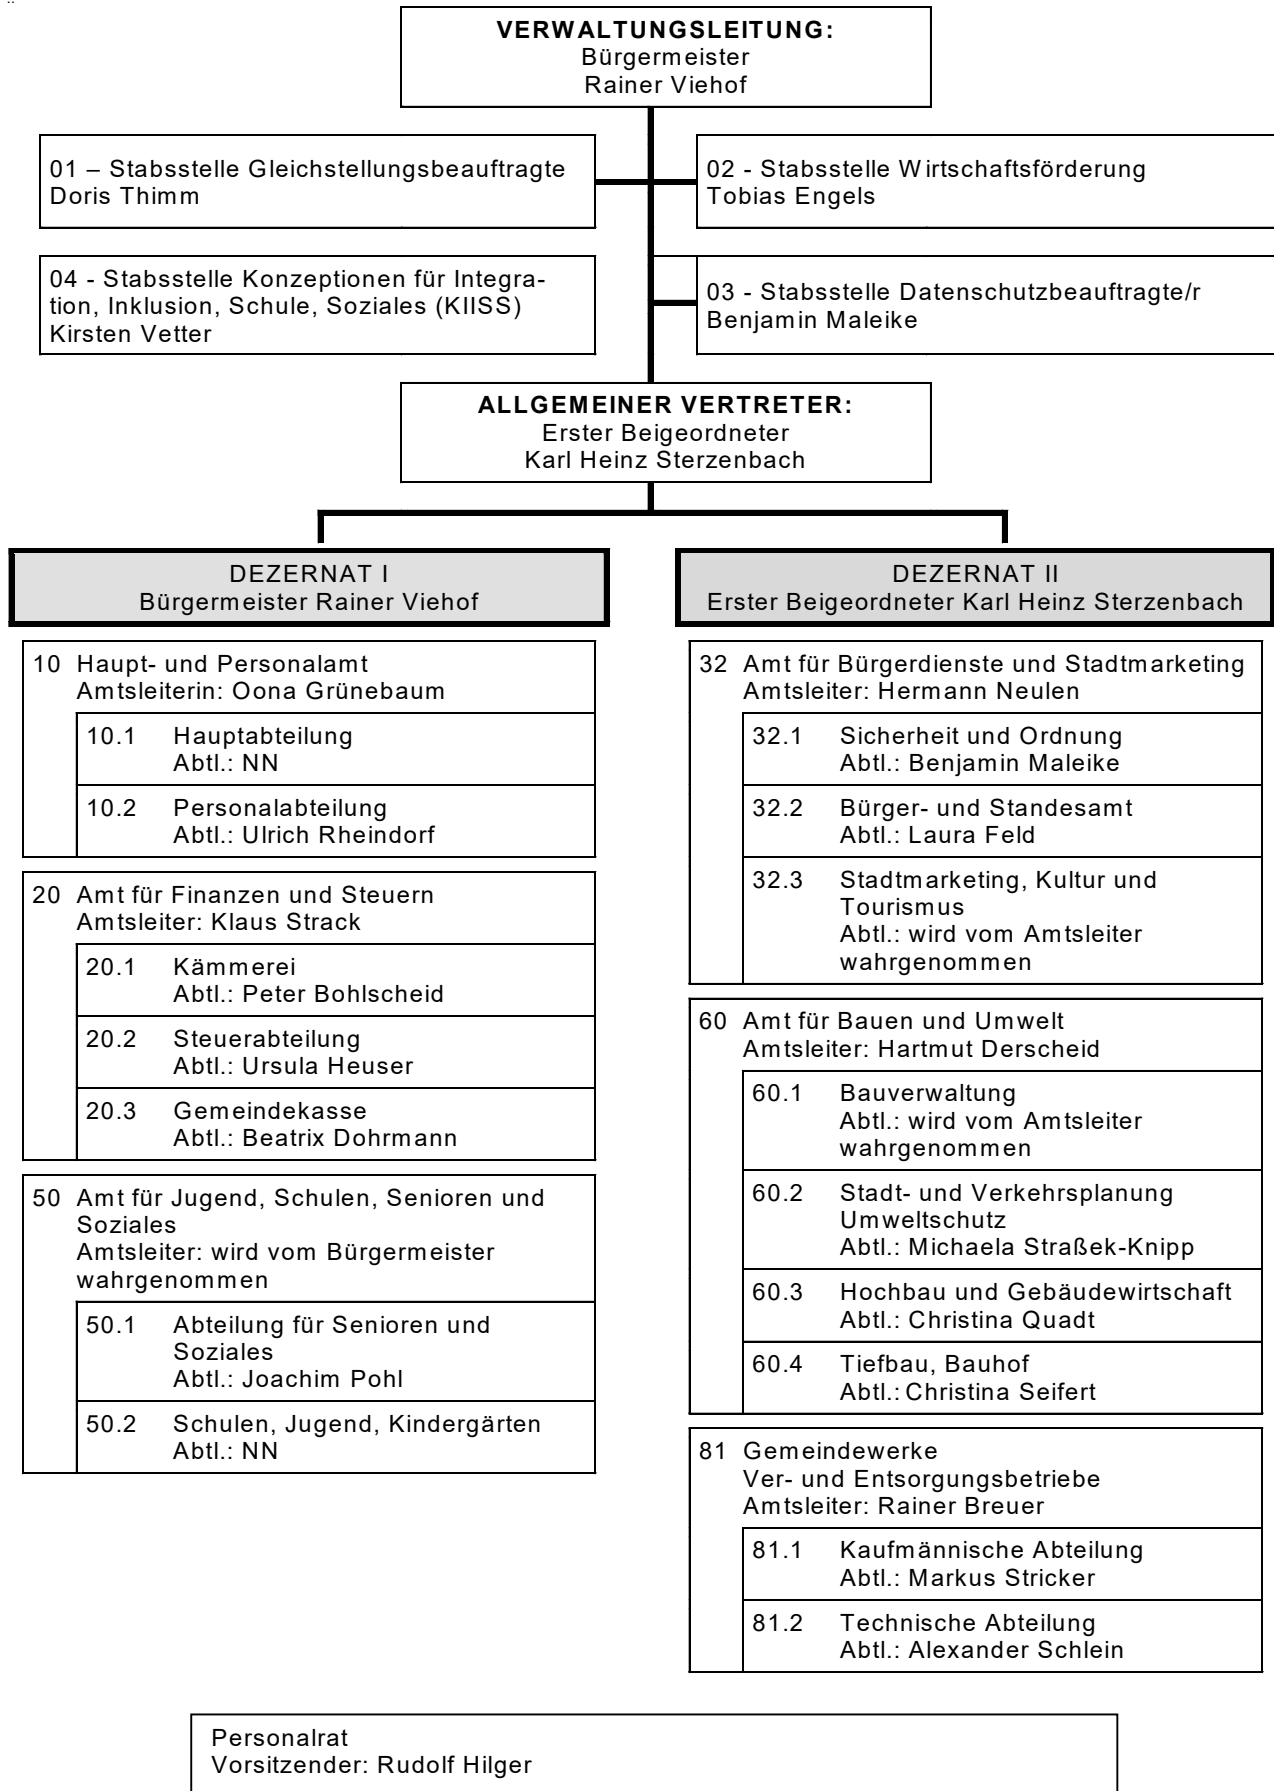 VERWALTUNGSLEITUNG:
Bürgermeister
Rainer Viehof
01 – Stabsstelle Gleichstellungsbeauftragte
Doris Thimm
02 - Stabsstelle Wirtschaftsförderung
Tobias Engels
04 - Stabsstelle Konzeptionen für Integra-
tion, Inklusion, Schule, Soziales (KIISS)
Kirsten Vetter
03 - Stabsstelle Datenschutzbeauftragte/r
Benjamin Maleike
ALLGEMEINER VERTRETER:
Erster Beigeordneter
Karl Heinz Sterzenbach
DEZERNAT I
Bürgermeister Rainer Viehof
10 Haupt- und Personalamt
Amtsleiterin: Oona Grünebaum
10.1 Hauptabteilung
Abtl.: NN
10.2 Personalabteilung
Abtl.: Ulrich Rheindorf
20 Amt für Finanzen und Steuern
Amtsleiter: Klaus Strack
20.1 Kämmerei
Abtl.: Peter Bohlscheid
20.2 Steuerabteilung
Abtl.: Ursula Heuser
20.3 Gemeindekasse
Abtl.: Beatrix Dohrmann
50 Amt für Jugend, Schulen, Senioren und
Soziales
Amtsleiter: wird vom Bürgermeister
wahrgenommen
50.1 Abteilung für Senioren und
Soziales
Abtl.: Joachim Pohl
50.2 Schulen, Jugend, Kindergärten
Abtl.: NN
DEZERNAT II
Erster Beigeordneter Karl Heinz Sterzenbach
32 Amt für Bürgerdienste und Stadtmarketing
Amtsleiter: Hermann Neulen
32.1 Sicherheit und Ordnung
Abtl.: Benjamin Maleike
32.2 Bürger- und Standesamt
Abtl.: Laura Feld
32.3 Stadtmarketing, Kultur und
Tourismus
Abtl.: wird vom Amtsleiter
wahrgenommen
60 Amt für Bauen und Umwelt
Amtsleiter: Hartmut Derscheid
60.1 Bauverwaltung
Abtl.: wird vom Amtsleiter
wahrgenommen
60.2 Stadt- und Verkehrsplanung
Umweltschutz
Abtl.: Michaela Straßek-Knipp
60.3 Hochbau und Gebäudewirtschaft
Abtl.: Christina Quadt
60.4 Tiefbau, Bauhof
Abtl.: Christina Seifert
81 Gemeindewerke
Ver- und Entsorgungsbetriebe
Amtsleiter: Rainer Breuer
81.1 Kaufmännische Abteilung
Abtl.: Markus Stricker
81.2 Technische Abteilung
Abtl.: Alexander Schlein
Personalrat
Vorsitzender: Rudolf Hilger